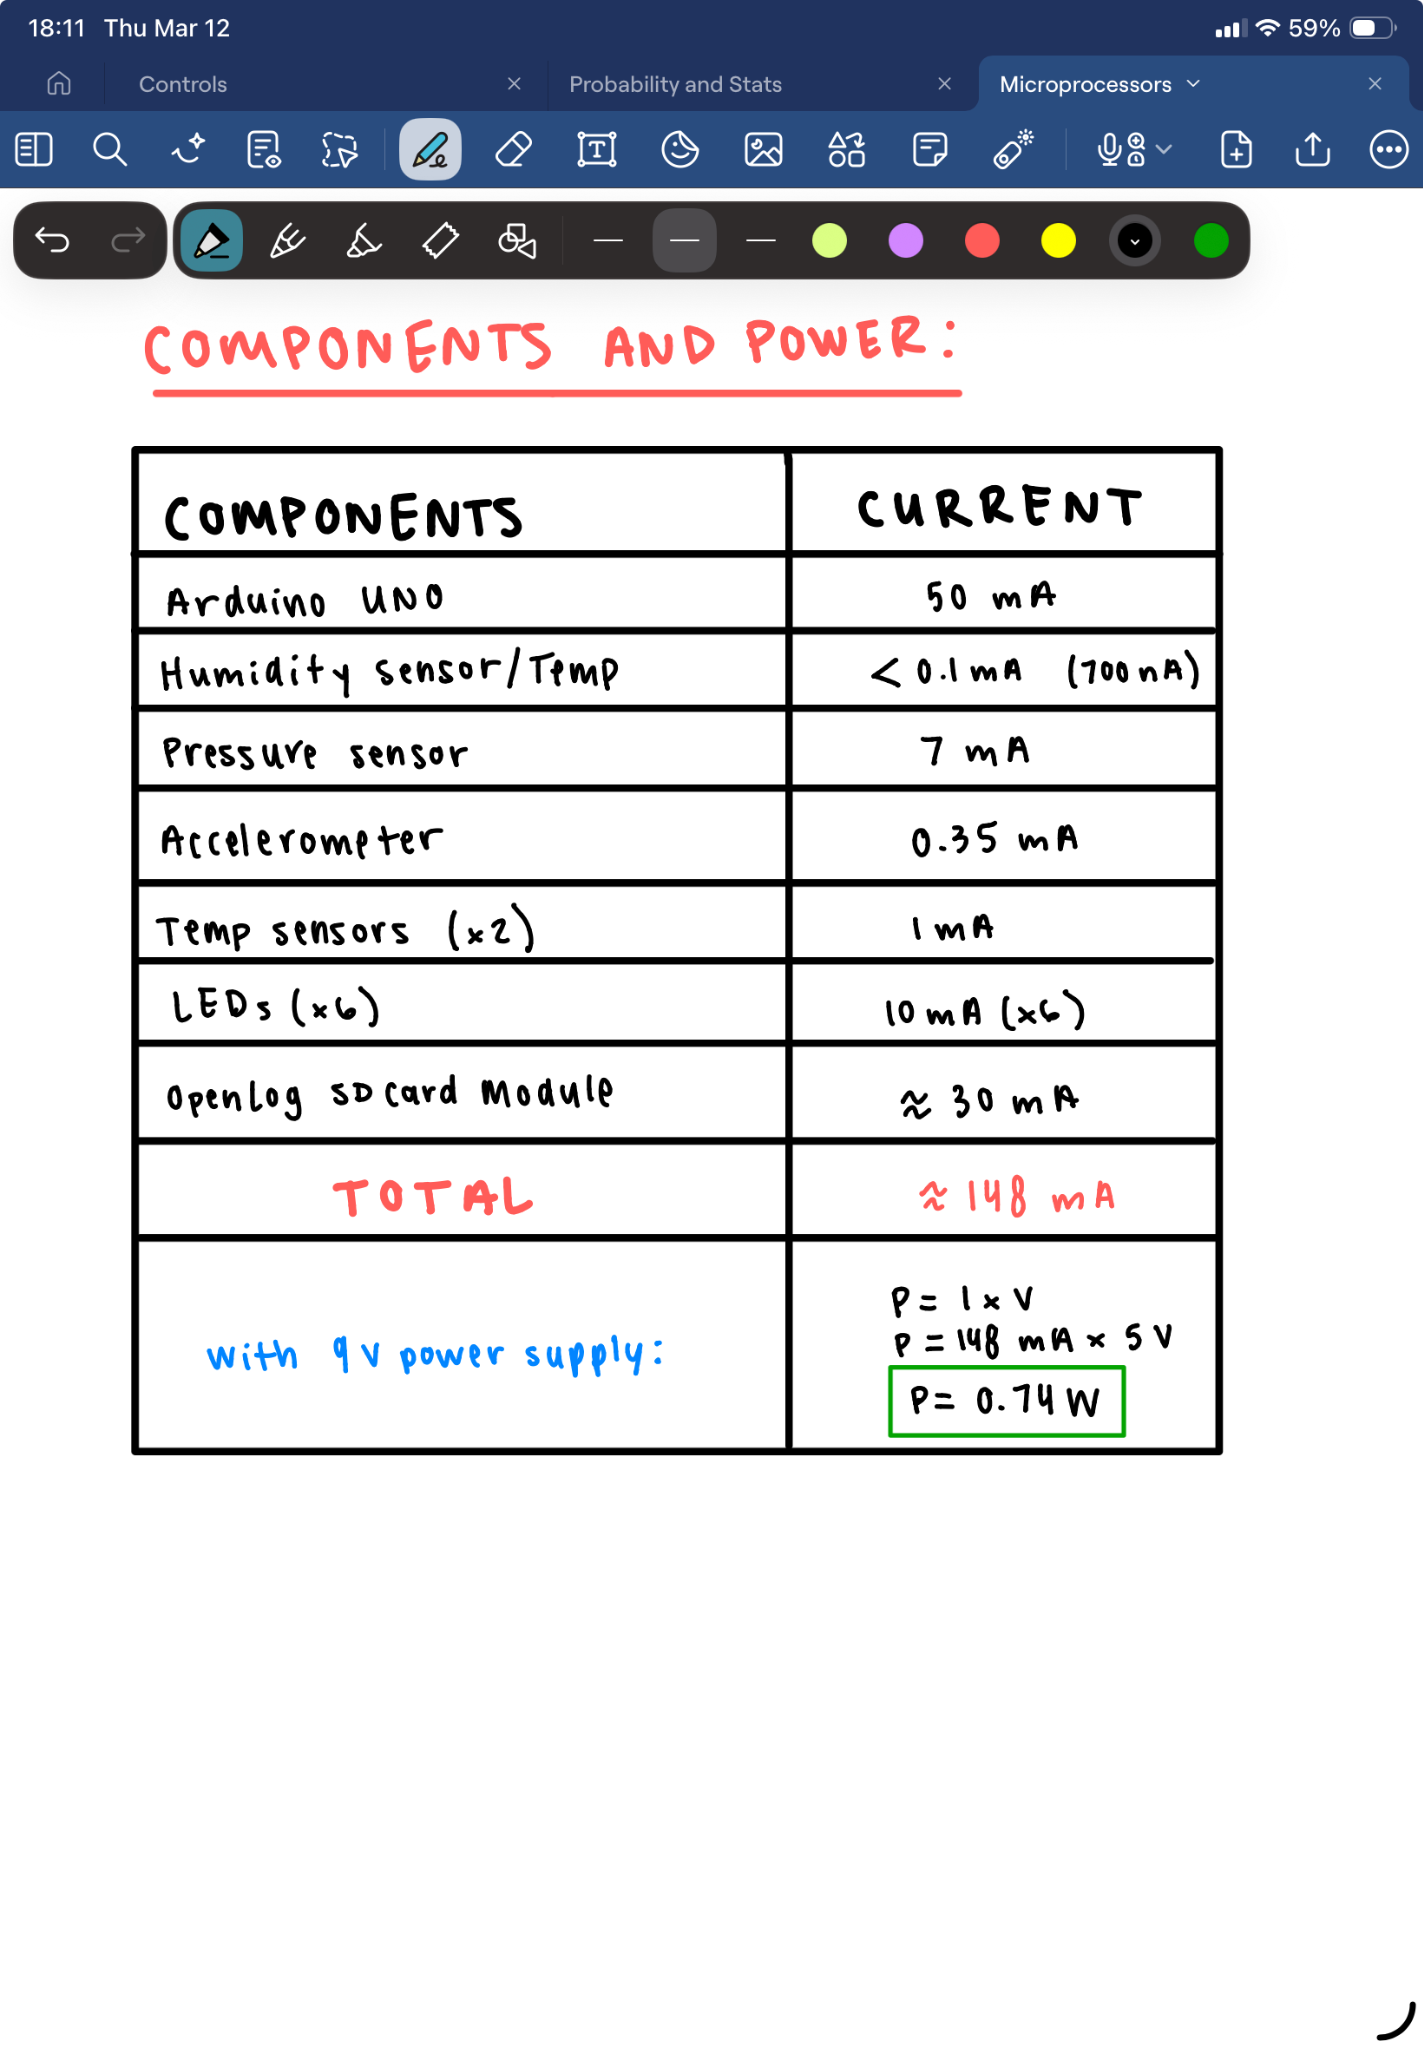 18:11 Thu Mar 12 59%
Controls Probability and Stats Microprocessors
COMPONENTS AND POWER:
COMPONENTS CURRENT
Arduino UNO 50 mA
Humidity sensor/Temp < 0.1 mA (700 nA)
Pressure sensor 7 mA
Accelerometer 0.35 mA
Temp sensors (x2) 1 mA
LEDs (x6) 10 mA (x6)
OpenLog SD card Module ≈ 30 mA
TOTAL ≈ 148 mA
with 9v power supply:
P = I x V
P = 148 mA x 5 V
P = 0.74 W